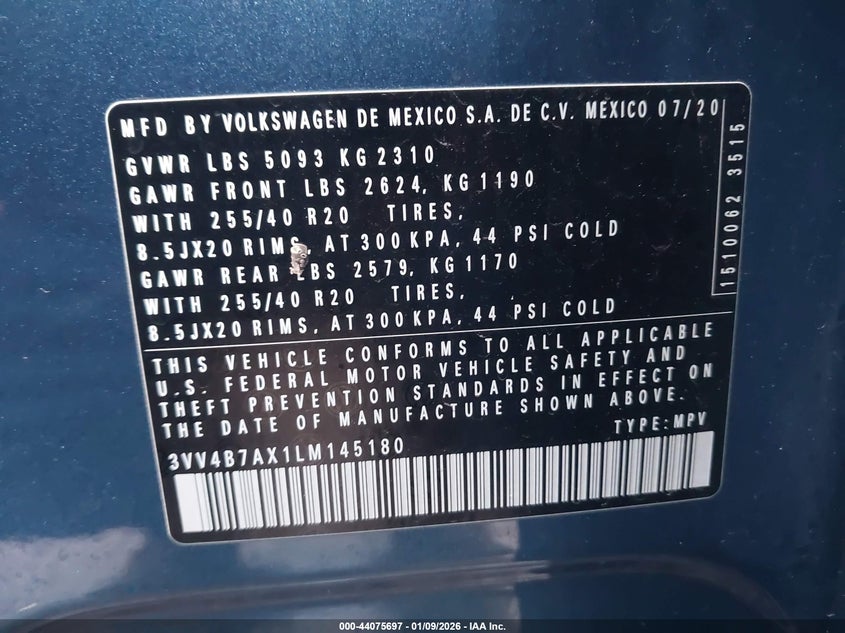 MFD BY VOLKSWAGEN DE MEXICO S.A. DE C.V. MEXICO 07/20
GVWR LBS 5093 KG 2310
GAWR FRONT LBS 2624, KG 1190
WITH 255/40 R20 TIRES,
8.5JX20 RIMS, AT 300 KPA, 44 PSI COLD
GAWR REAR LBS 2579, KG 1170
WITH 255/40 R20 TIRES,
8.5JX20 RIMS, AT 300 KPA, 44 PSI COLD
1510062 3515
THIS VEHICLE CONFORMS TO ALL APPLICABLE
U.S. FEDERAL MOTOR VEHICLE SAFETY AND
THEFT PREVENTION STANDARDS IN EFFECT ON
THE DATE OF MANUFACTURE SHOWN ABOVE.
TYPE: MPV
3VV4B7AX1LM145180
000-44075697 - 01/09/2026 - IAA Inc.